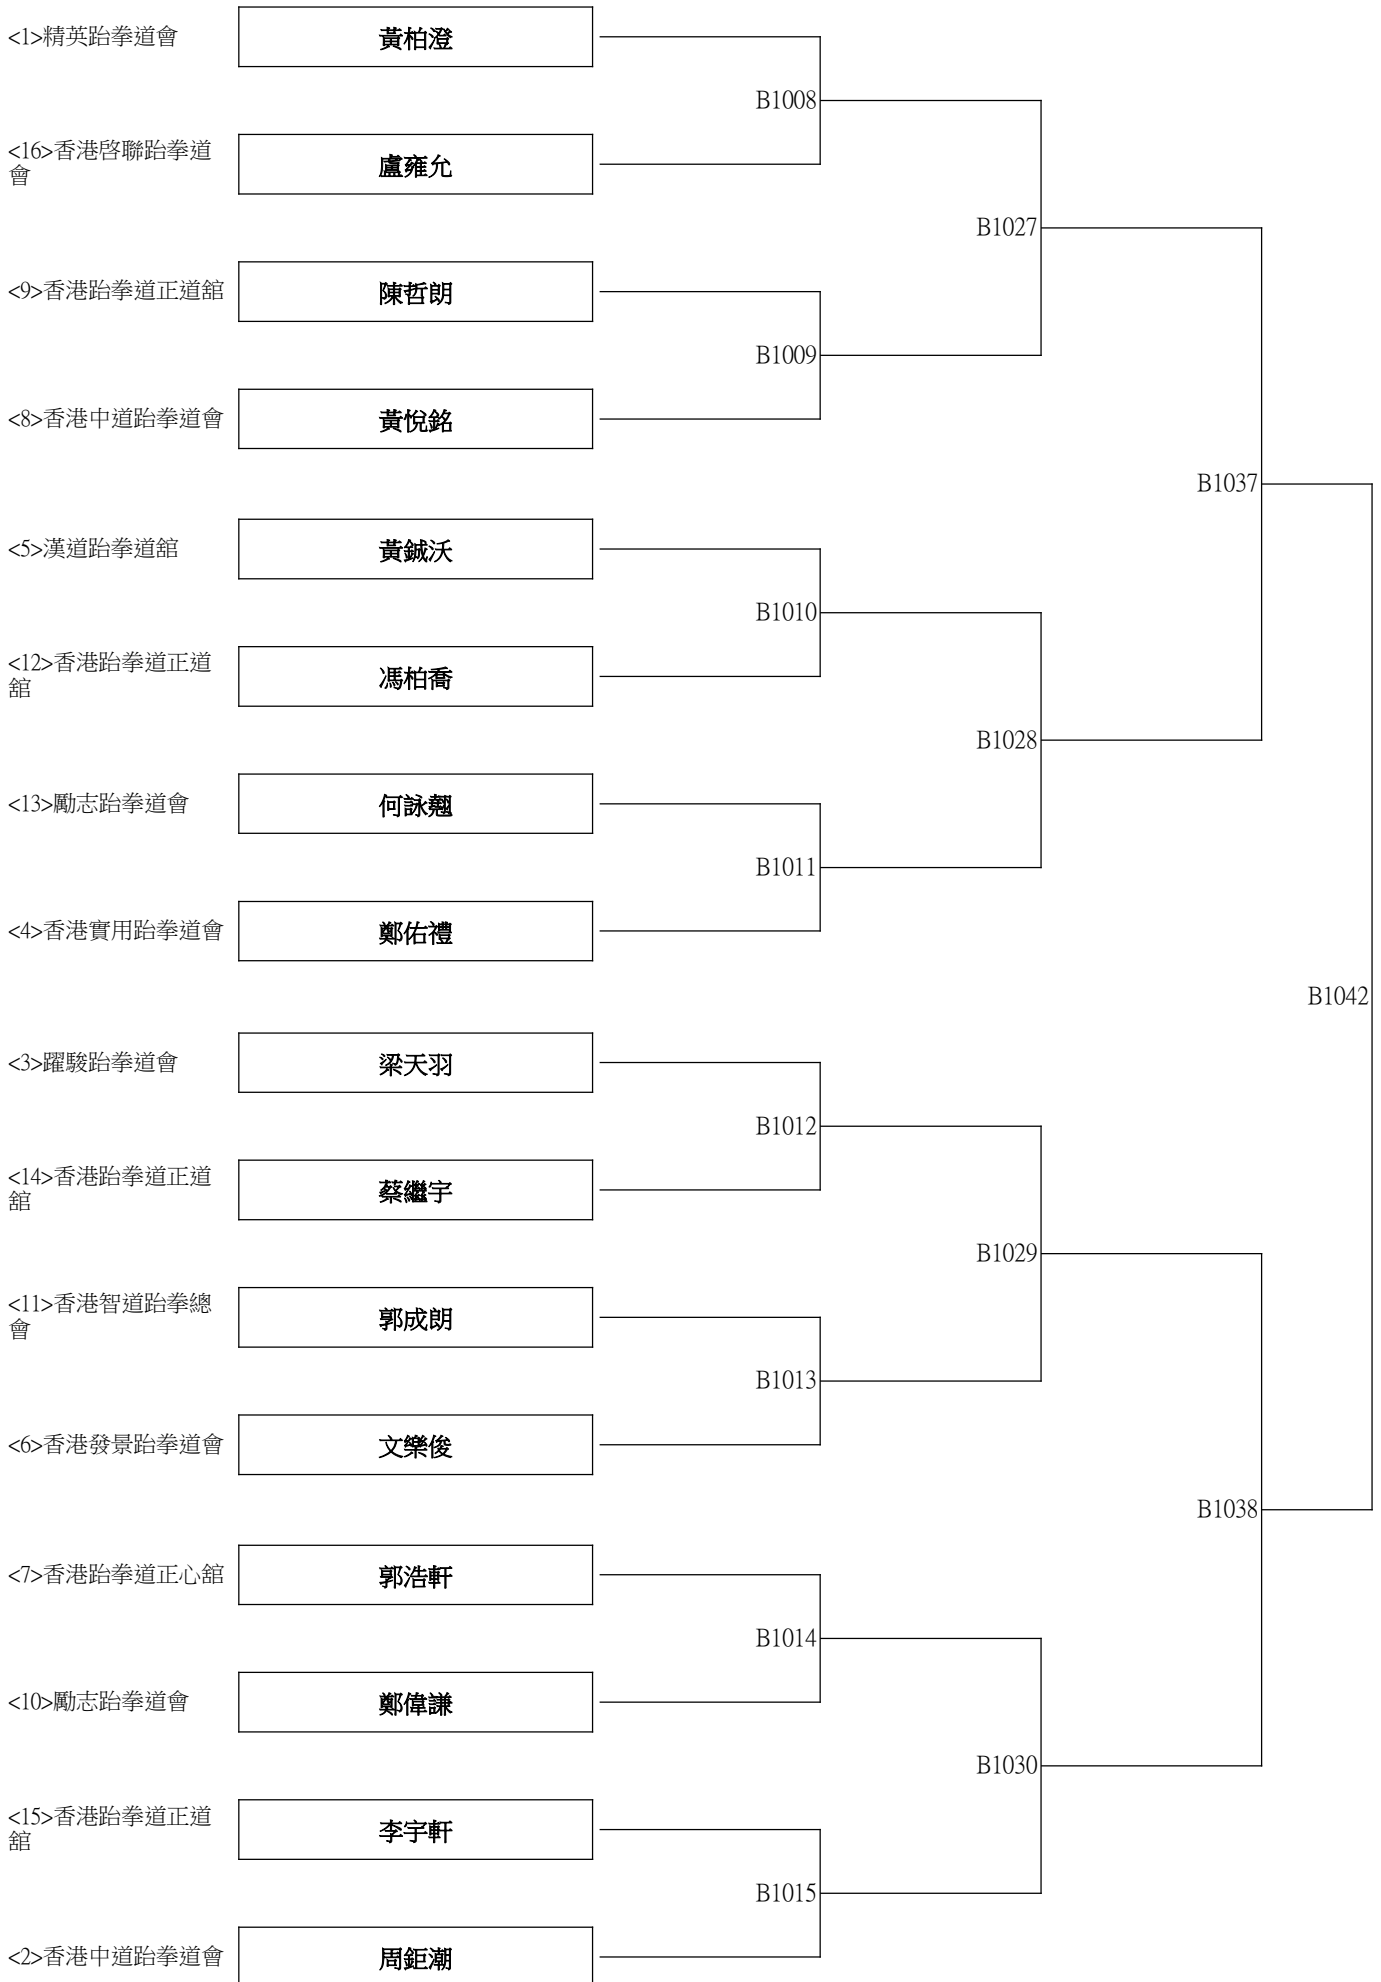 <1>精英跆拳道會
黃柏澄
B1008
<16>香港啓聯跆拳道
會
盧雍允
B1027
<9>香港跆拳道正道舘
陳哲朗
B1009
<8>香港中道跆拳道會
黃悅銘
B1037
<5>漢道跆拳道舘
黃鋮沃
B1010
<12>香港跆拳道正道
舘
馮柏喬
B1028
<13>勵志跆拳道會
何詠翹
B1011
<4>香港實用跆拳道會
鄭佑禮
B1042
<3>躍駿跆拳道會
梁天羽
B1012
<14>香港跆拳道正道
舘
蔡繼宇
B1029
<11>香港智道跆拳總
會
郭成朗
B1013
<6>香港發景跆拳道會
文樂俊
B1038
<7>香港跆拳道正心舘
郭浩軒
B1014
<10>勵志跆拳道會
鄭偉謙
B1030
<15>香港跆拳道正道
舘
李宇軒
B1015
<2>香港中道跆拳道會
周鉅潮